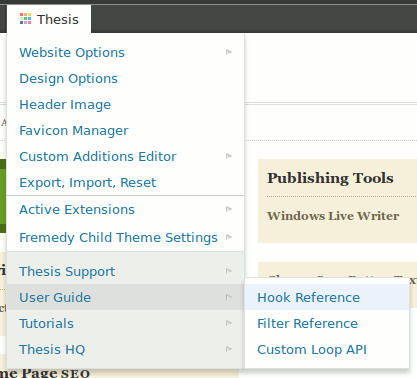 Thesis
Website Options
Design Options
Header Image
Favicon Manager
Custom Additions Editor
Export, Import, Reset
Active Extensions
Fremedy Child Theme Settings
Thesis Support
User Guide
Tutorials
Thesis HQ
Hook Reference
Filter Reference
Custom Loop API
Publishing Tools
Windows Live Writer
Page SEO